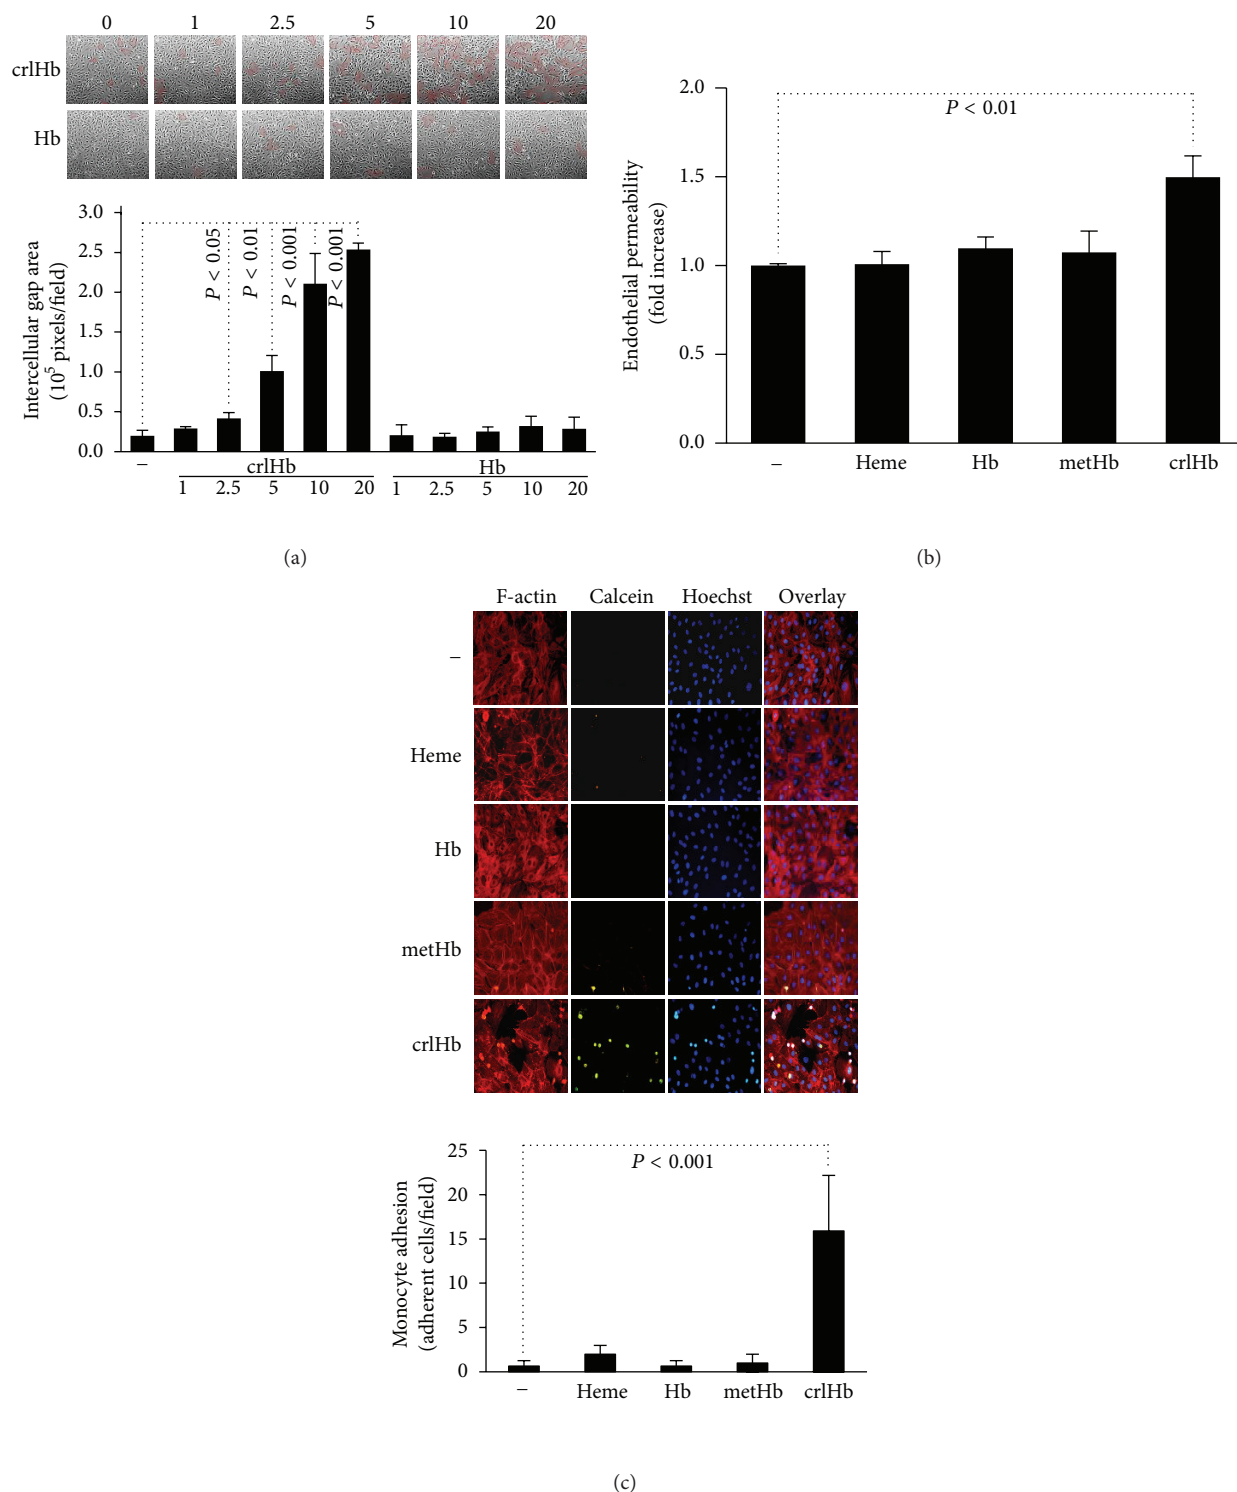 0 1 2.5 5 10 20
crlHb
Hb
3.0
2.5
2.0
1.5
1.0
0.5
0.0
Intercellular gap area
(10⁵ pixels/field)
P < 0.05
P < 0.01
P < 0.001
P < 0.001
– crlHb Hb
1 2.5 5 10 20 1 2.5 5 10 20
(a)
2.0
1.5
1.0
0.5
0.0
Endothelial permeability
(fold increase)
P < 0.01
– Heme Hb metHb crlHb
(b)
F-actin Calcein Hoechst Overlay
–
Heme
Hb
metHb
crlHb
25
20
15
10
5
0
Monocyte adhesion
(adherent cells/field)
P < 0.001
– Heme Hb metHb crlHb
(c)